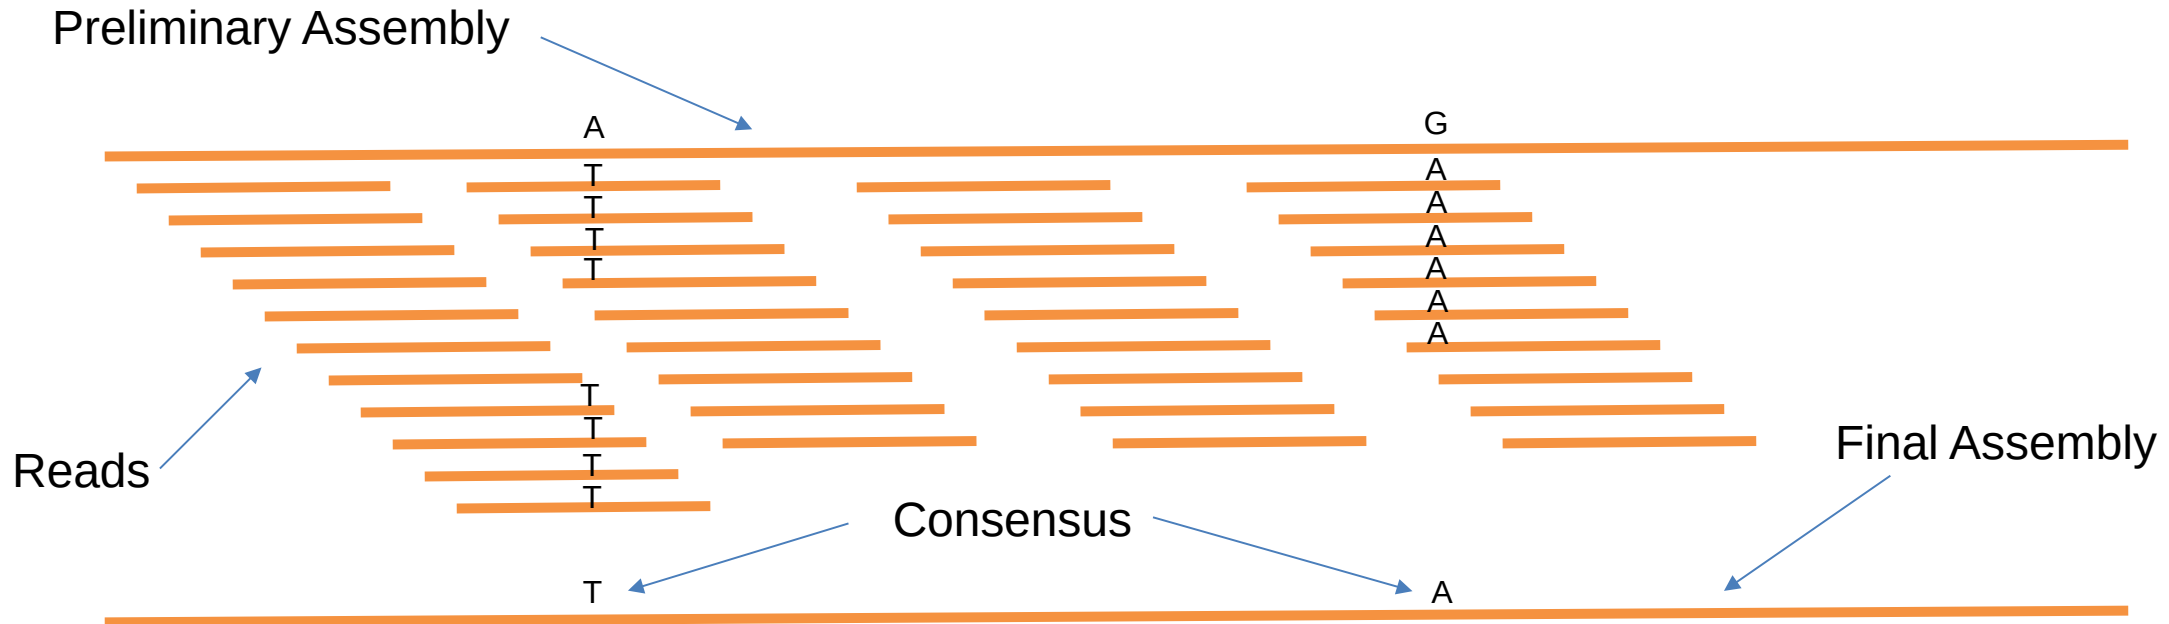 Preliminary Assembly
A G
T A
T A
T A
T A
A
A
T
T
T
T
Reads
Final Assembly
Consensus
T A